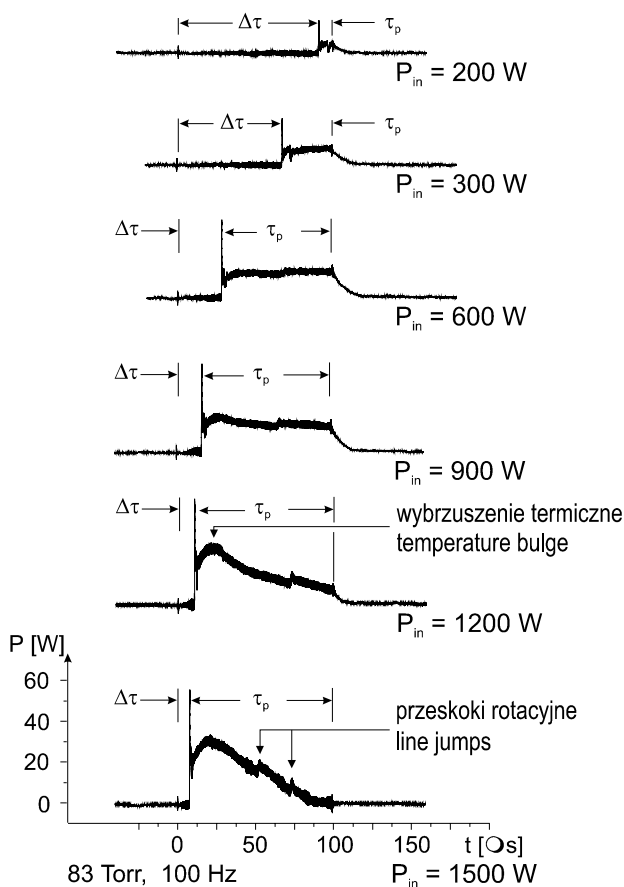 Δτ τp
Pin = 200 W
Δτ τp
Pin = 300 W
Δτ τp
Pin = 600 W
Δτ τp
Pin = 900 W
Δτ τp
wybrzuszenie termiczne
temperature bulge
Pin = 1200 W
P [W]
60
Δτ τp
przeskoki rotacyjne
40
line jumps
20
0
0 50 100 150 t [❍s]
83 Torr, 100 Hz Pin = 1500 W